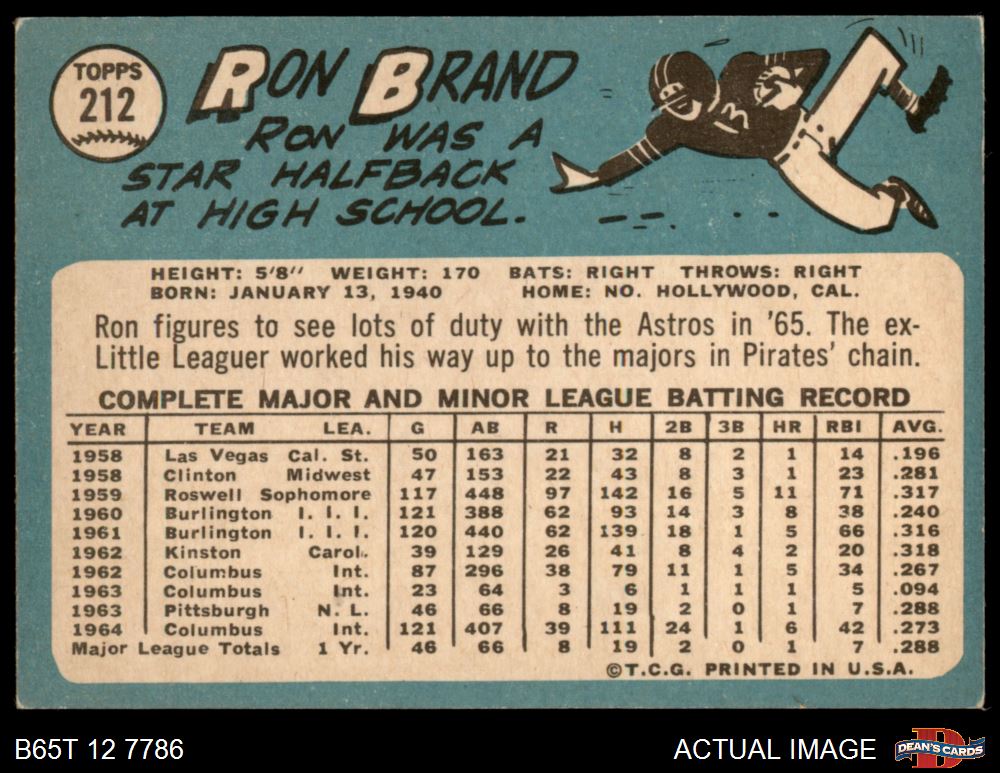 TOPPS
212
RON BRAND
RON WAS A
STAR HALFBACK
AT HIGH SCHOOL.
HEIGHT: 5'8" WEIGHT: 170 BATS: RIGHT THROWS: RIGHT
BORN: JANUARY 13, 1940 HOME: NO. HOLLYWOOD, CAL.
Ron figures to see lots of duty with the Astros in '65. The ex-
Little Leaguer worked his way up to the majors in Pirates' chain.
COMPLETE MAJOR AND MINOR LEAGUE BATTING RECORD
YEAR TEAM LEA. G AB R H 2B 3B HR RBI AVG.
1958 Las Vegas Cal. St. 50 163 21 32 8 2 1 14 .196
1958 Clinton Midwest 47 153 22 43 8 3 1 23 .281
1959 Roswell Sophomore 117 448 97 142 16 5 11 71 .317
1960 Burlington I. I. I. 121 388 62 93 14 3 8 38 .240
1961 Burlington I. I. I. 120 440 62 139 18 1 5 66 .316
1962 Kinston Carol. 39 129 26 41 8 4 2 20 .318
1962 Columbus Int. 87 296 38 79 11 1 5 34 .267
1963 Columbus Int. 23 64 3 6 1 1 1 5 .094
1963 Pittsburgh N. L. 46 66 8 19 2 0 1 7 .288
1964 Columbus Int. 121 407 39 111 24 1 6 42 .273
Major League Totals 1 Yr. 46 66 8 19 2 0 1 7 .288
©T.C.G. PRINTED IN U.S.A.
B65T 12 7786
ACTUAL IMAGE
D
DEAN'S CARDS